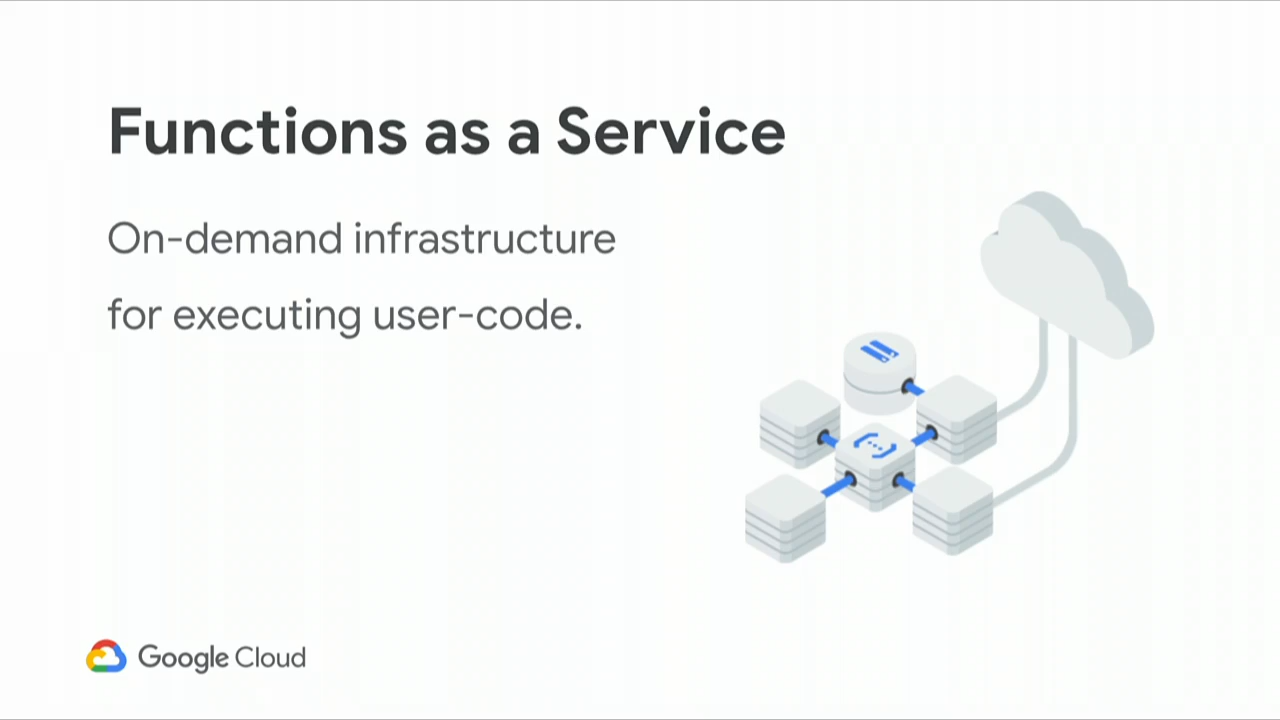 Functions as a Service
On-demand infrastructure
for executing user-code.
Google Cloud